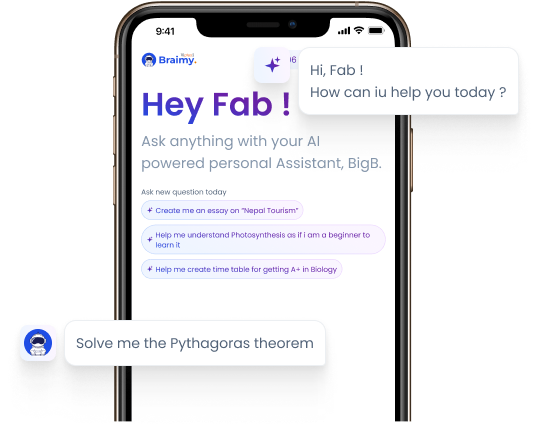 9:41
Braimy.
06
Hi, Fab !
How can iu help you today ?
Hey Fab !
Ask anything with your AI
powered personal Assistant, BigB.
Ask new question today
Create me an essay on "Nepal Tourism"
Help me understand Photosynthesis as if i am a beginner to
learn it
Help me create time table for getting A+ in Biology
Solve me the Pythagoras theorem